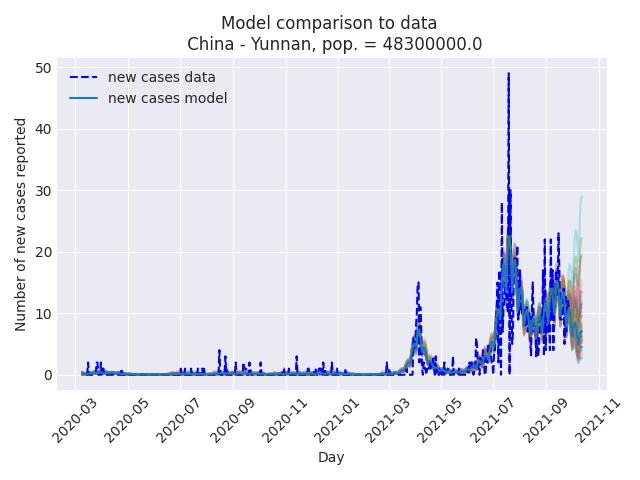 Model comparison to data
China - Yunnan, pop. = 48300000.0
new cases data
new cases model
Number of new cases reported
50
40
30
20
10
0
2020-03
2020-05
2020-07
2020-09
2020-11
2021-01
2021-03
2021-05
2021-07
2021-09
2021-11
Day